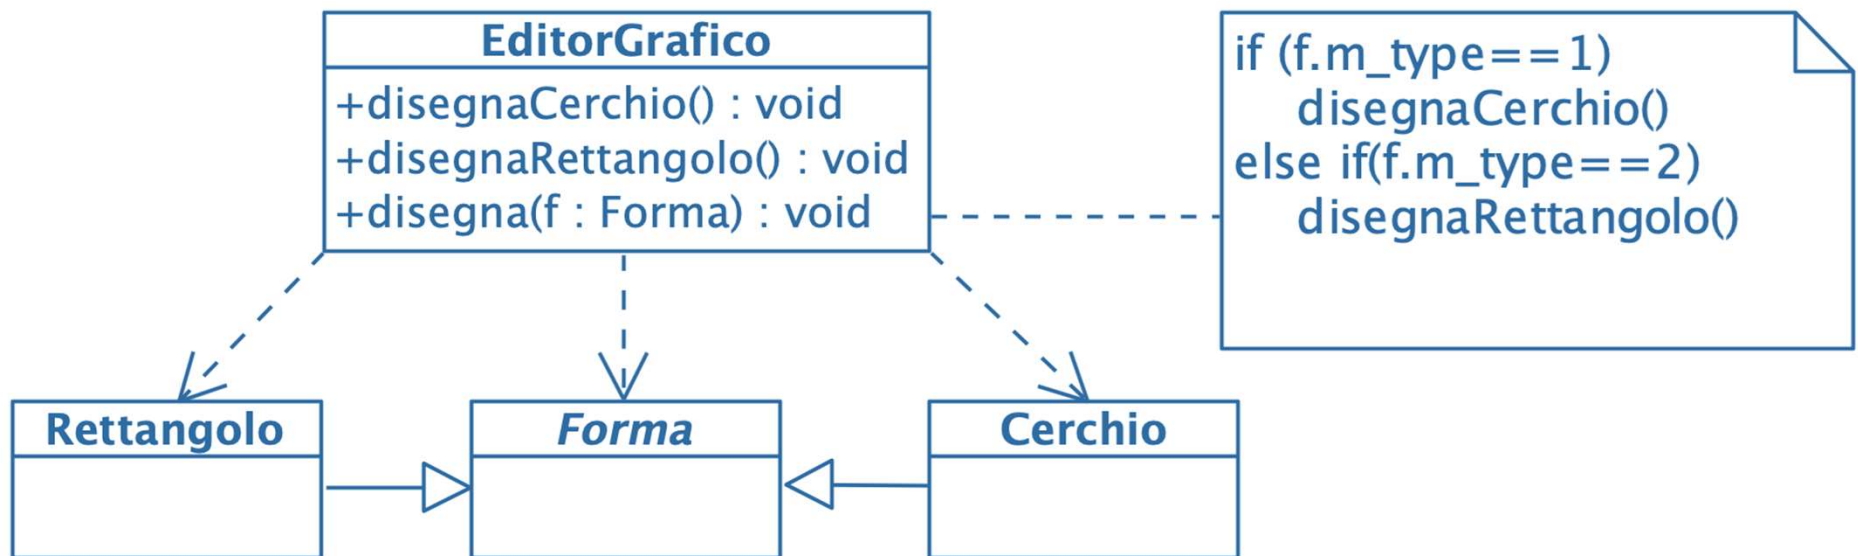 EditorGrafico
+disegnaCerchio() : void
+disegnaRettangolo() : void
+disegna(f : Forma) : void
if (f.m_type==1)
disegnaCerchio()
else if(f.m_type==2)
disegnaRettangolo()
Rettangolo
Forma
Cerchio